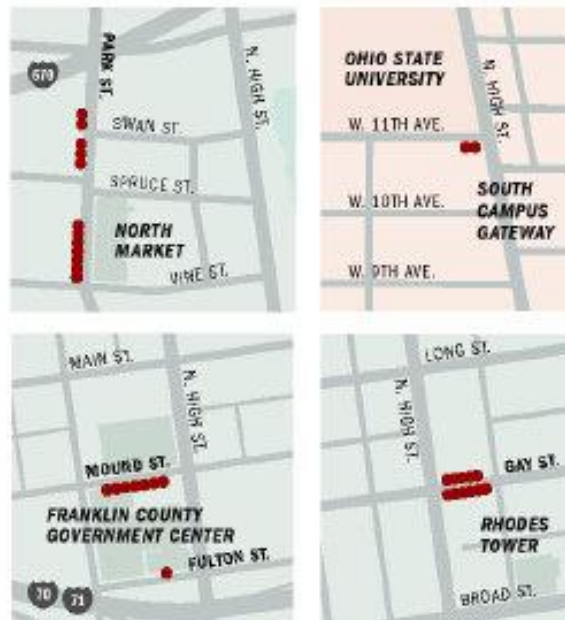 670
PARK ST.
N. HIGH ST.
SWAN ST.
SPRUCE ST.
NORTH
MARKET
VINE ST.
OHIO STATE
UNIVERSITY
N. HIGH ST.
W. 11TH AVE.
SOUTH
CAMPUS
GATEWAY
W. 10TH AVE.
W. 9TH AVE.
MAIN ST.
N. HIGH ST.
MOUND ST.
FRANKLIN COUNTY
GOVERNMENT CENTER
FULTON ST.
70
71
LONG ST.
N. HIGH ST.
GAY ST.
RHODES
TOWER
BROAD ST.